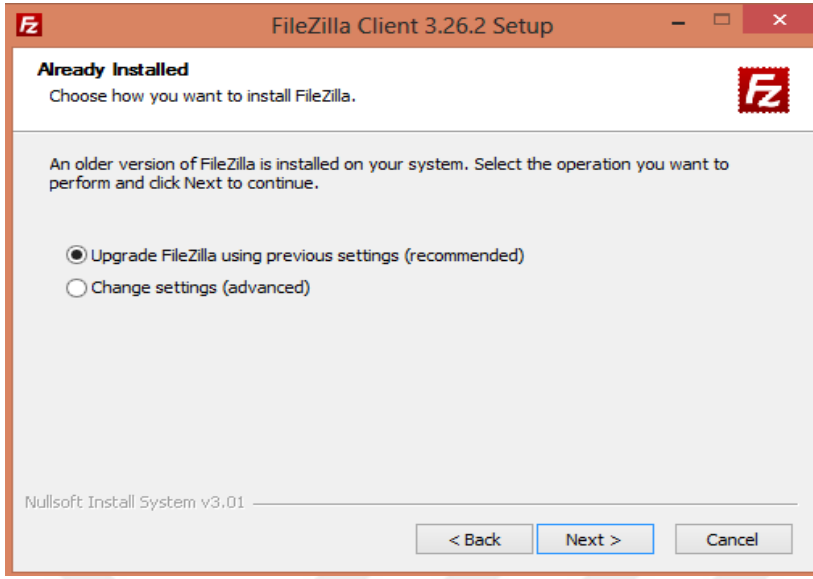 Fz
FileZilla Client 3.26.2 Setup
Already Installed
Choose how you want to install FileZilla.
Fz
An older version of FileZilla is installed on your system. Select the operation you want to
perform and click Next to continue.
Upgrade FileZilla using previous settings (recommended)
Change settings (advanced)
Nullsoft Install System v3.01
< Back
Next >
Cancel